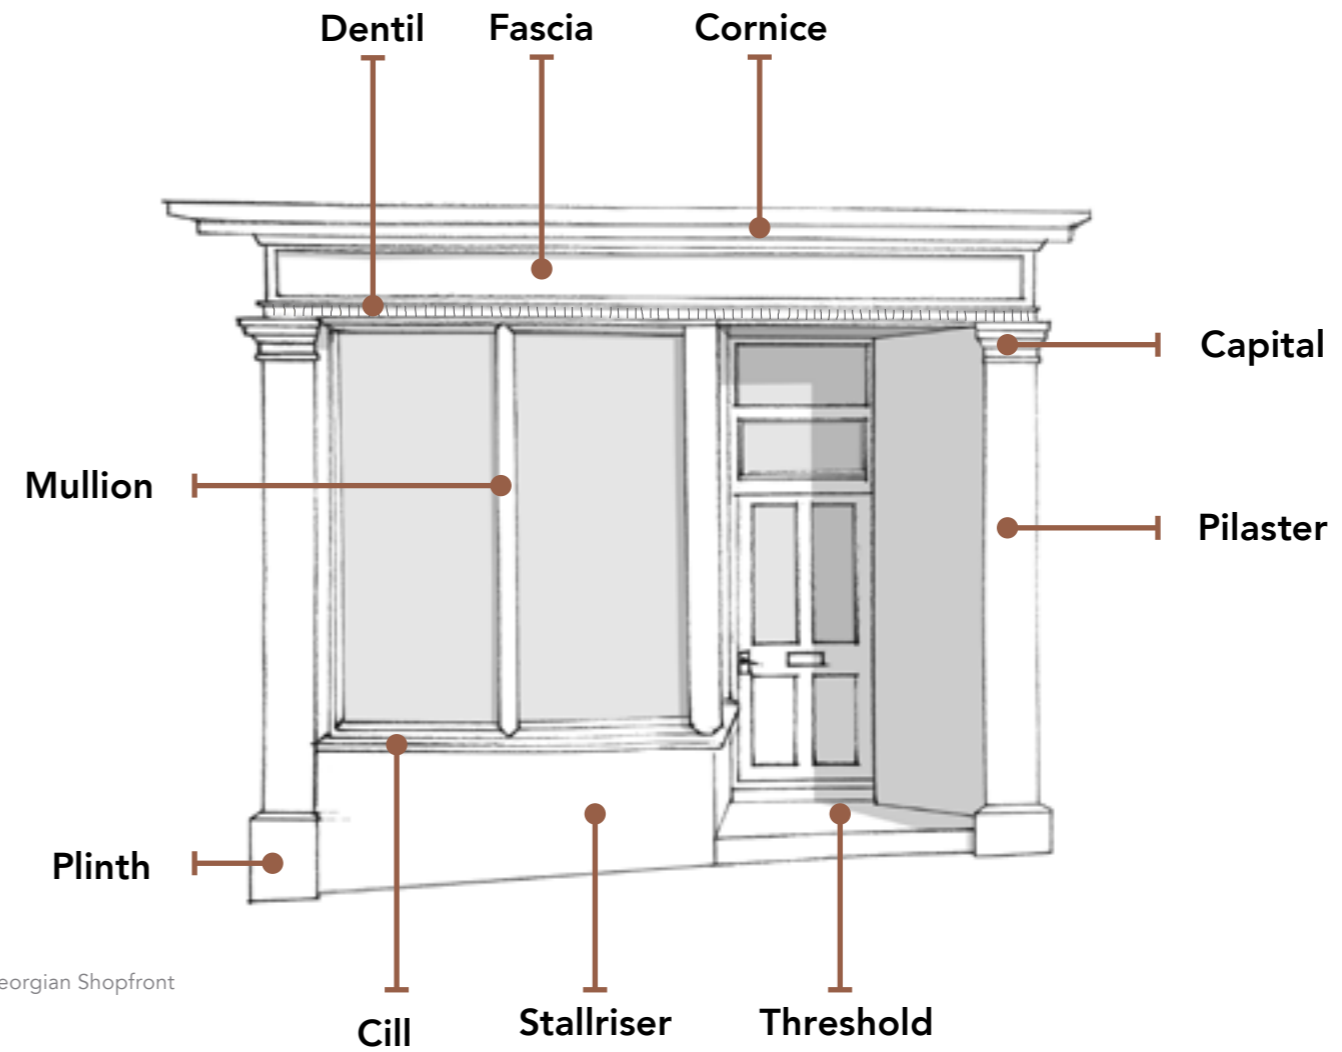 Dentil
Fascia
Cornice
Capital
Mullion
Pilaster
Plinth
eorgian Shopfront
Cill
Stallriser
Threshold